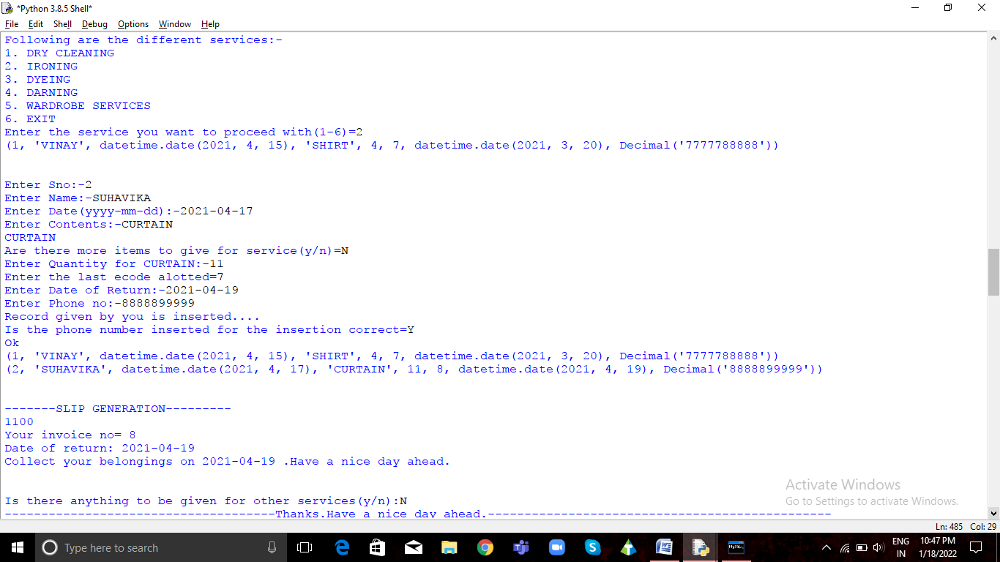 *Python 3.8.5 Shell*
File Edit Shell Debug Options Window Help
Following are the different services:-
1. DRY CLEANING
2. IRONING
3. DYEING
4. DARNING
5. WARDROBE SERVICES
6. EXIT
Enter the service you want to proceed with(1-6)=2
(1, 'VINAY', datetime.date(2021, 4, 15), 'SHIRT', 4, 7, datetime.date(2021, 3, 20), Decimal('7777788888'))
Enter Sno:-2
Enter Name:-SUHAVIKA
Enter Date(yyyy-mm-dd):-2021-04-17
Enter Contents:-CURTAIN
CURTAIN
Are there more items to give for service(y/n)=N
Enter Quantity for CURTAIN:-11
Enter the last ecode alotted=7
Enter Date of Return:-2021-04-19
Enter Phone no:-8888899999
Record given by you is inserted....
Is the phone number inserted for the insertion correct=Y
Ok
(1, 'VINAY', datetime.date(2021, 4, 15), 'SHIRT', 4, 7, datetime.date(2021, 3, 20), Decimal('7777788888'))
(2, 'SUHAVIKA', datetime.date(2021, 4, 17), 'CURTAIN', 11, 8, datetime.date(2021, 4, 19), Decimal('8888899999'))
-------SLIP GENERATION---------
1100
Your invoice no= 8
Date of return: 2021-04-19
Collect your belongings on 2021-04-19 .Have a nice day ahead.
Is there anything to be given for other services(y/n):N
-------------------------------------Thanks.Have a nice day ahead.-----------------------------------------------
Activate Windows
Go to Settings to activate Windows.
Ln: 485 Col: 29
Type here to search
MySQL
ENG
IN
10:47 PM
1/18/2022